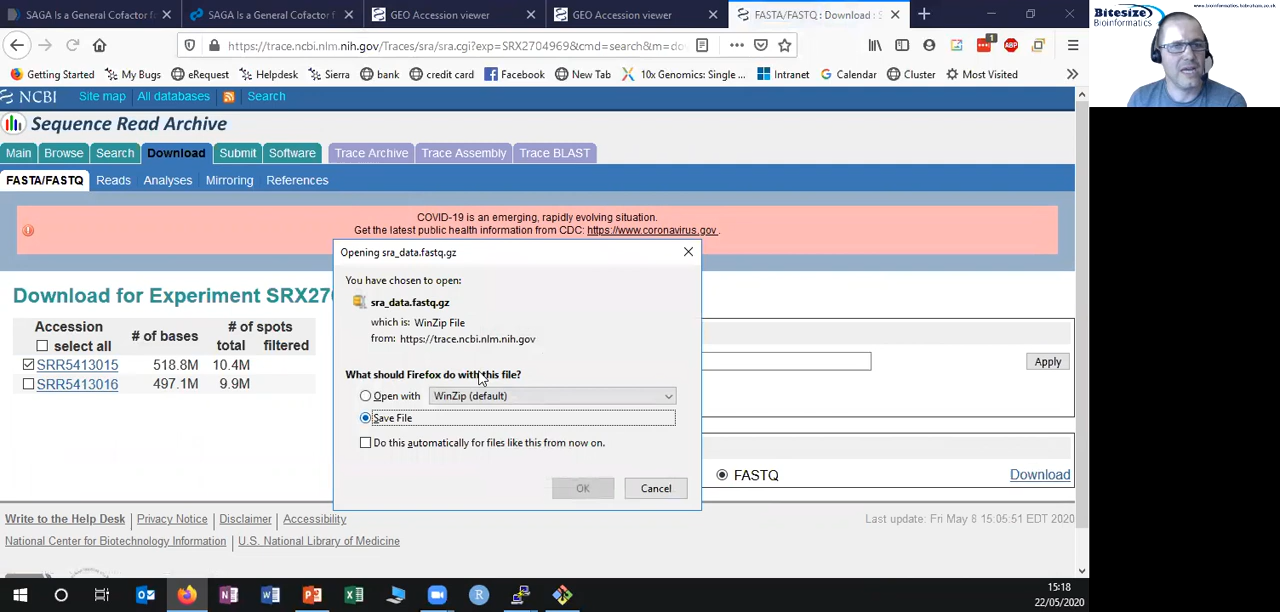 SAGA Is a General Cofactor f
SAGA Is a General Cofactor f
GEO Accession viewer
GEO Accession viewer
FASTA/FASTQ : Download : S
www.bioinformatics.babraham.ac.uk
Bitesize
Bioinformatics
https://trace.ncbi.nlm.nih.gov/Traces/sra/sra.cgi?exp=SRX2704969&cmd=search&m=do
1
ABP
Getting Started
My Bugs
eRequest
Helpdesk
Sierra
bank
credit card
Facebook
New Tab
10x Genomics: Single ...
Intranet
Calendar
Cluster
Most Visited
NCBI
Site map
All databases
Search
Sequence Read Archive
Main
Browse
Search
Download
Submit
Software
Trace Archive
Trace Assembly
Trace BLAST
FASTA/FASTQ
Reads
Analyses
Mirroring
References
COVID-19 is an emerging, rapidly evolving situation.
Get the latest public health information from CDC: https://www.coronavirus.gov .
Opening sra_data.fastq.gz
You have chosen to open:
sra_data.fastq.gz
which is: WinZip File
from: https://trace.ncbi.nlm.nih.gov
What should Firefox do with this file?
Open with
WinZip (default)
Save File
Do this automatically for files like this from now on.
OK
Cancel
Download for Experiment SRX27
Accession
# of bases
# of spots
select all
total
filtered
SRR5413015
518.8M
10.4M
SRR5413016
497.1M
9.9M
Apply
FASTQ
Download
Write to the Help Desk
Privacy Notice
Disclaimer
Accessibility
Last update: Fri May 8 15:05:51 EDT 2020
National Center for Biotechnology Information
U.S. National Library of Medicine
15:18
22/05/2020